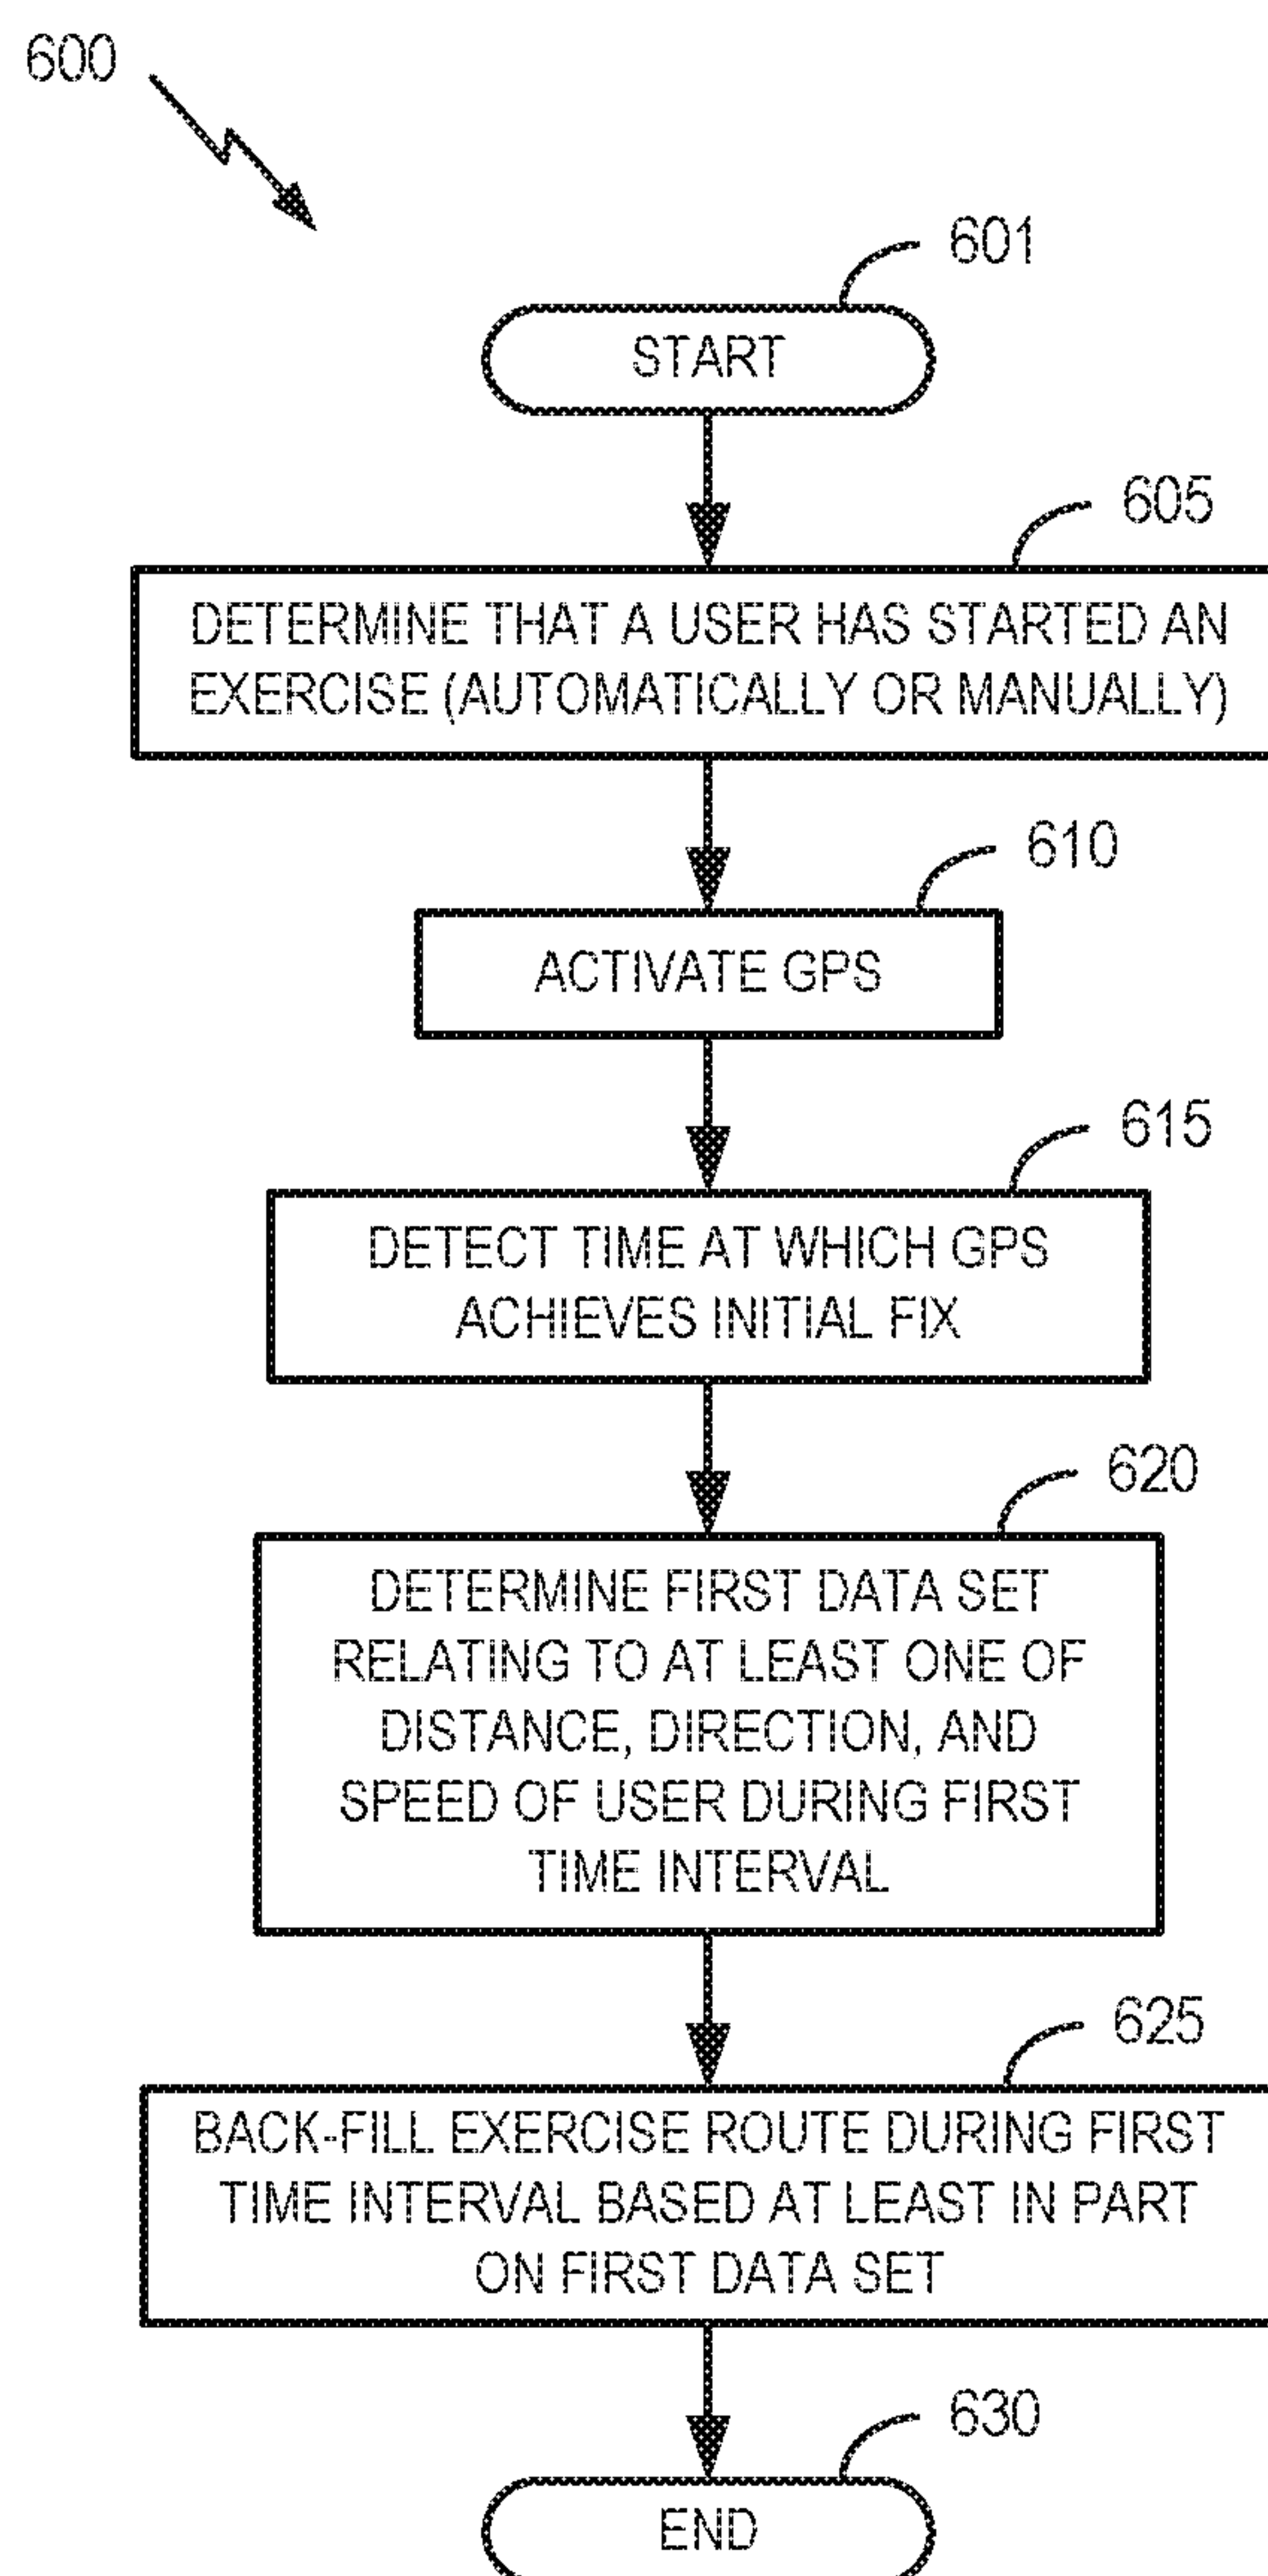 600
601
START
605
DETERMINE THAT A USER HAS STARTED AN
EXERCISE (AUTOMATICALLY OR MANUALLY)
610
ACTIVATE GPS
615
DETECT TIME AT WHICH GPS
ACHIEVES INITIAL FIX
620
DETERMINE FIRST DATA SET
RELATING TO AT LEAST ONE OF
DISTANCE, DIRECTION, AND
SPEED OF USER DURING FIRST
TIME INTERVAL
625
BACK-FILL EXERCISE ROUTE DURING FIRST
TIME INTERVAL BASED AT LEAST IN PART
ON FIRST DATA SET
630
END